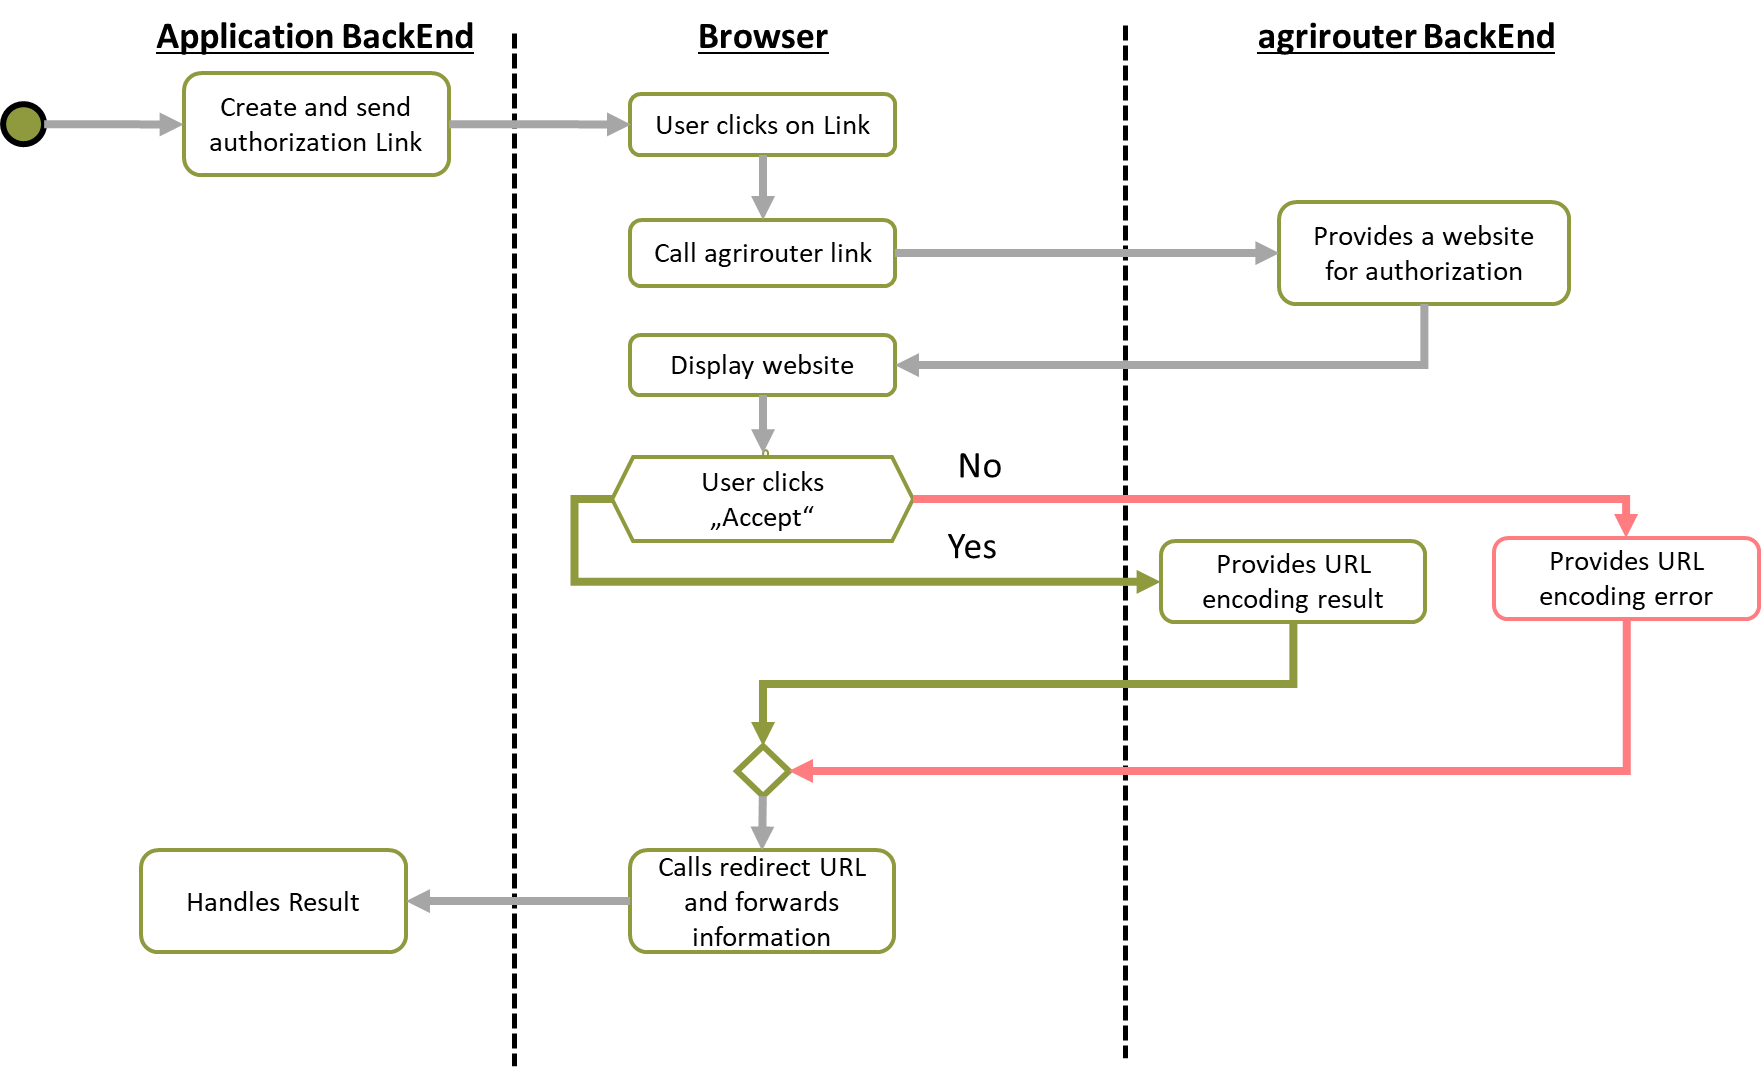 Application BackEnd
Browser
agrirouter BackEnd
Create and send
authorization Link
User clicks on Link
Call agrirouter link
Provides a website
for authorization
Display website
User clicks
„Accept“
No
Yes
Provides URL
encoding result
Provides URL
encoding error
Calls redirect URL
and forwards
information
Handles Result